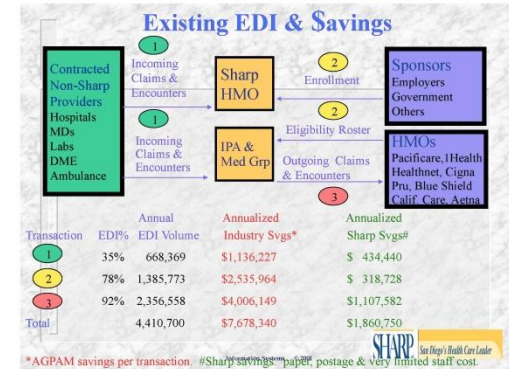 Existing EDI & $avings
1
Incoming
Claims &
Encounters
Contracted
Non-Sharp
Providers
Hospitals
MDs
Labs
DME
Ambulance
1
Incoming
Claims &
Encounters
Sharp
HMO
IPA &
Med Grp
2
Enrollment
2
Eligibility Roster
Outgoing Claims
& Encounters
3
Sponsors
Employers
Government
Others
HMOs
Pacificare,1Health
Healthnet, Cigna
Pru, Blue Shield
Calif. Care, Aetna
Annual Annualized Annualized
Transaction EDI% EDI Volume Industry Svgs* Sharp Svgs#
1 35% 668,369 $1,136,227 $ 434,440
2 78% 1,385,773 $2,535,964 $ 318,728
3 92% 2,356,558 $4,006,149 $1,107,582
Total 4,410,700 $7,678,340 $1,860,750
SHARP San Diego's Health Care Leader
*AGPAM savings per transaction. #Sharp savings paper, postage & very limited staff cost.
Information Systems